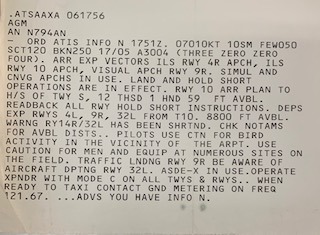 .ATSAAXA 061756
AGM
AN N794AN
- ORD ATIS INFO N 1751Z. 07010KT 10SM FEW050
SCT120 BKN250 17/05 A3004 (THREE ZERO ZERO
FOUR). ARR EXP VECTORS ILS RWY 4R APCH, ILS
RWY 10 APCH, VISUAL APCH RWY 9R. SIMUL AND
CNVG APCHS IN USE. LAND AND HOLD SHORT
OPERATIONS ARE IN EFFECT. RWY 10 ARR PLAN TO
H/S OF TWY S, 12 THSD 1 HND 59 FT AVBL.
READBACK ALL RWY HOLD SHORT INSTRUCTIONS. DEPS
EXP RWYS 4L, 9R, 32L FROM T10. 8800 FT AVBL.
WARNG RY14R/32L HAS BEEN SHRTND. CHK NOTAMS
FOR AVBL DISTS.. PILOTS USE CTN FOR BIRD
ACTIVITY IN THE VICINITY OF THE ARPT. USE
CAUTION FOR MEN AND EQUIP AT NUMEROUS SITES ON
THE FIELD. TRAFFIC LNDNG RWY 9R BE AWARE OF
AIRCRAFT DPTNG RWY 32L. ASDE-X IN USE.OPERATE
XPNDR WITH MODE C ON ALL TWYS & RWYS.. WHEN
READY TO TAXI CONTACT GND METERING ON FREQ
121.67. ...ADVS YOU HAVE INFO N.